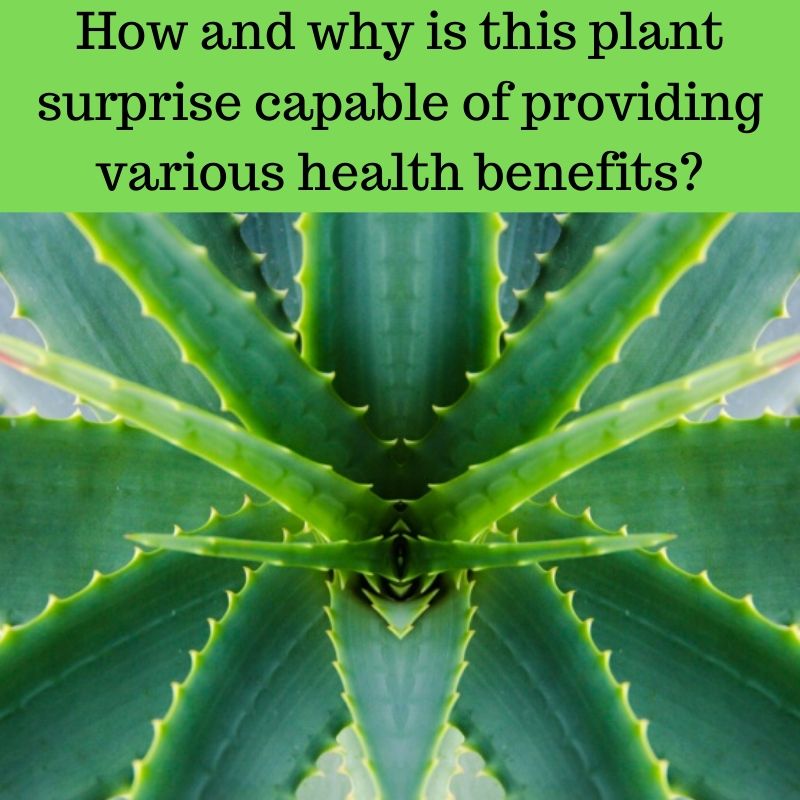 How and why is this plant
surprise capable of providing
various health benefits?